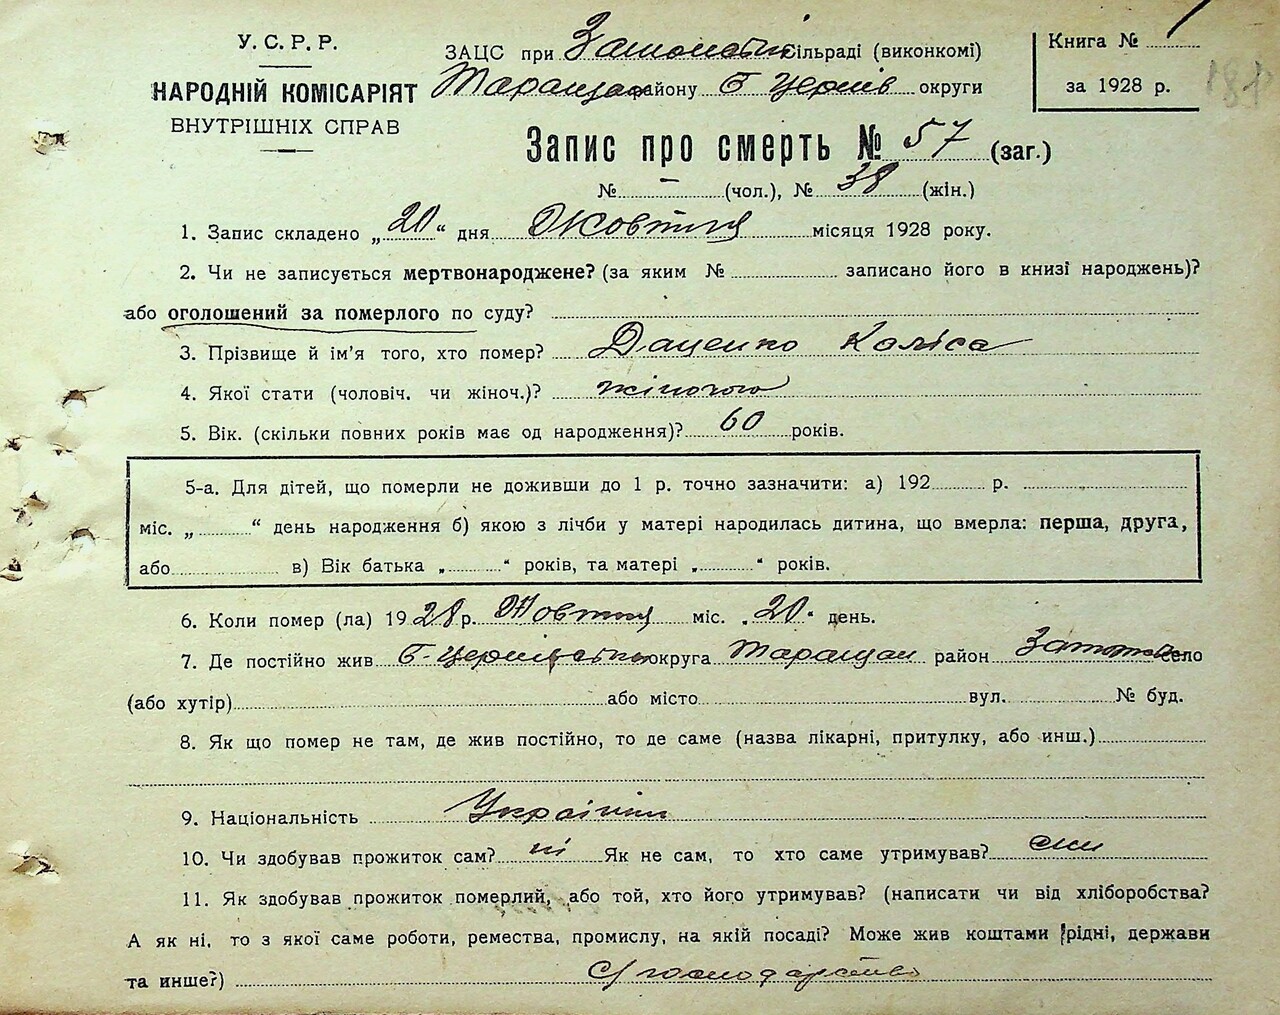 У. С. Р. Р.
НАРОДНІЙ КОМІСАРІЯТ
ВНУТРІШНІХ СПРАВ
ЗАЦС при сільраді (виконкомі)
Таращан району Б Церків округи
Книга № 1
за 1928 р.
Запис про смерть № 57 (заг.)
№ – (чол.), № 38 (жін.)
1. Запис складено „20“ дня Жовтня місяця 1928 року.
2. Чи не записується мертвонароджене? (за яким № записано його в книзі народжень)?
або оголошений за померлого по суду?
3. Прізвище й ім'я того, хто помер? Даценко Каліса
4. Якої стати (чоловіч. чи жіноч.)? жіночого
5. Вік. (скільки повних років має од народження)? 60 років.
5-а. Для дітей, що померли не доживши до 1 р. точно зазначити: а) 192 р.
міс. „ “ день народження б) якою з лічби у матері народилась дитина, що вмерла: перша, друга,
або в) Вік батька „ “ років, та матері „ “ років.
6. Коли помер (ла) 1928 р. Жовтня міс. „20“ день.
7. Де постійно жив Б-Церківська округа Таращан район село
(або хутір) або місто вул. № буд.
8. Як що помер не там, де жив постійно, то де саме (назва лікарні, притулку, або инш.)
9. Національність
10. Чи здобував прожиток сам? ні Як не сам, то хто саме утримував? син
11. Як здобував прожиток померлий, або той, хто його утримував? (написати чи від хліборобства?
А як ні, то з якої саме роботи, ремества, промислу, на якій посаді? Може жив коштами рідні, держави
та инше?) С/господарство